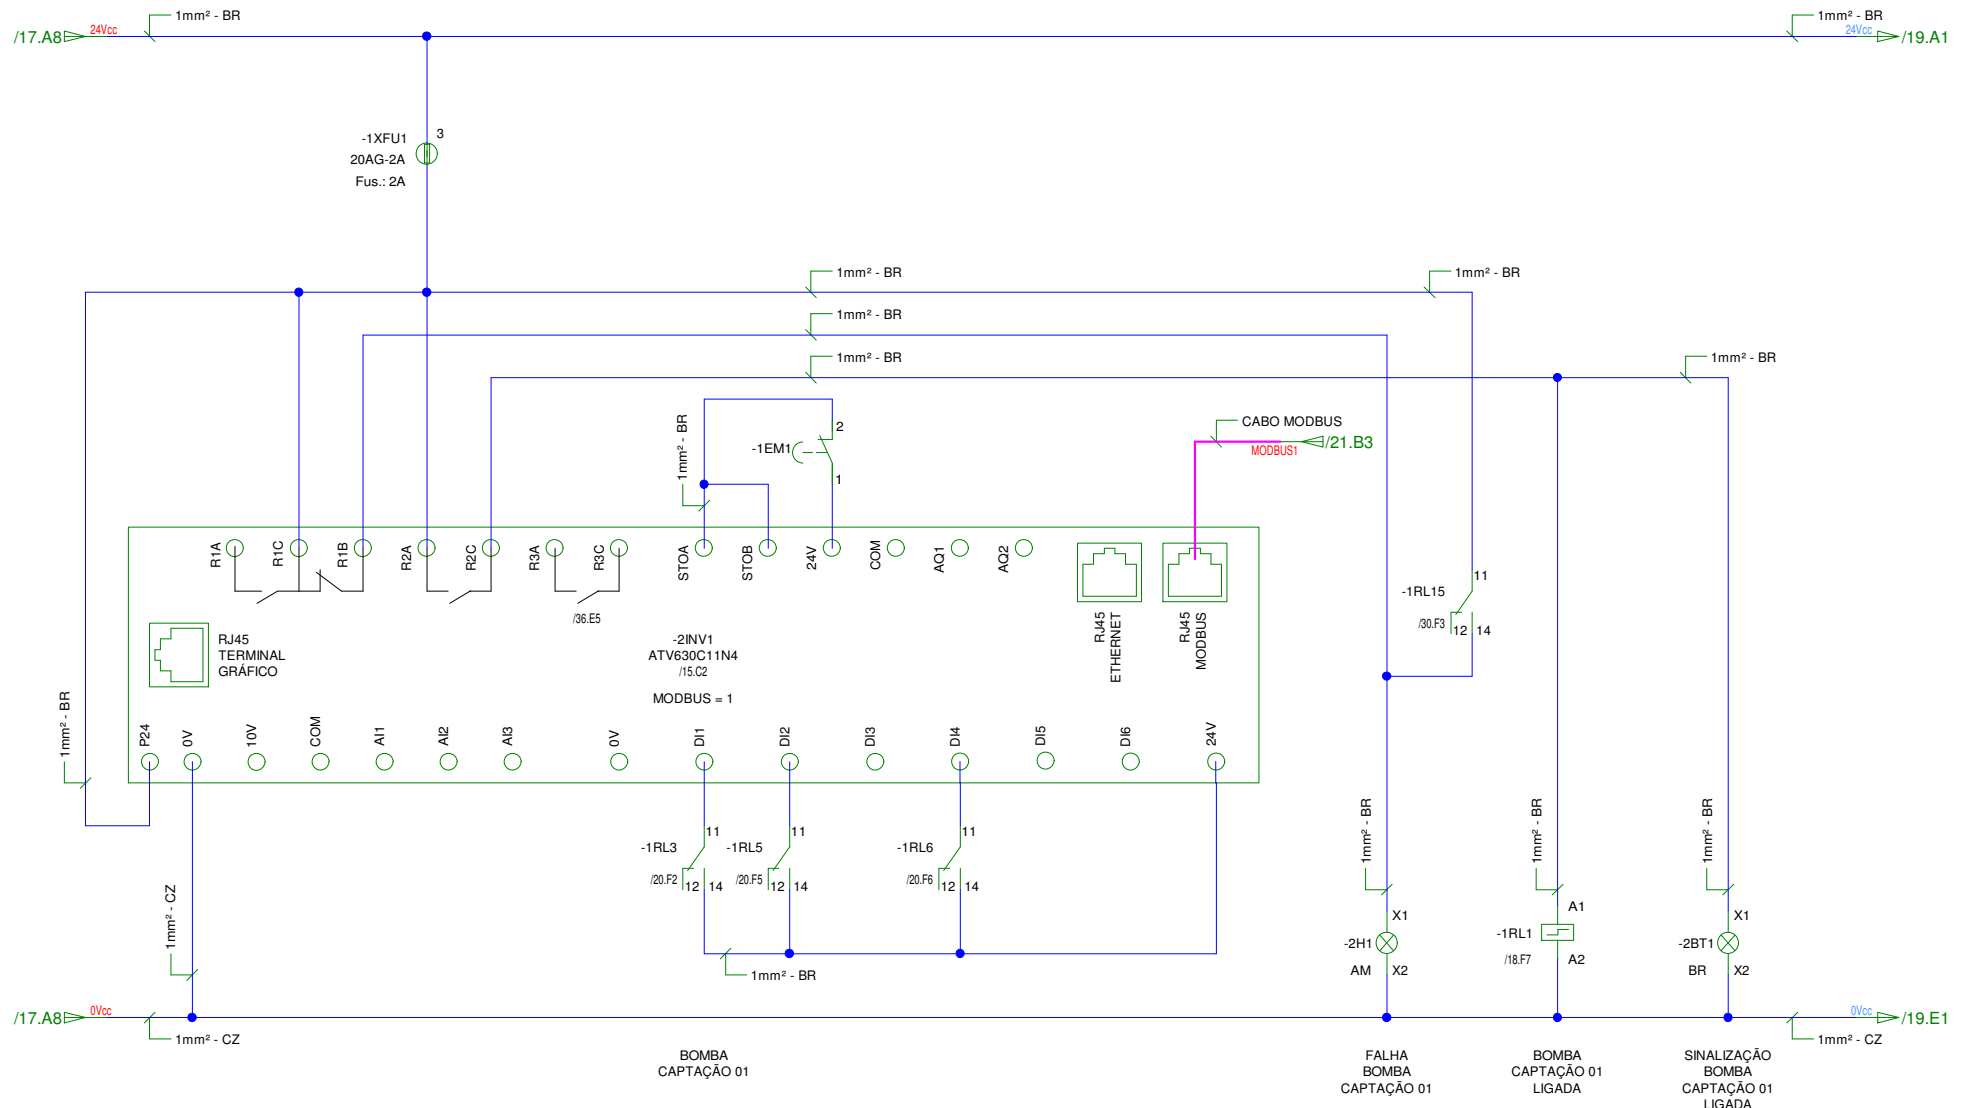 1mm² - BR
1mm² - BR
/17.A8
24Vcc
24Vcc
/19.A1
-1XFU1
3
20AG-2A
Fus.: 2A
1mm² - BR
1mm² - BR
1mm² - BR
1mm² - BR
1mm² - BR
1mm² - BR
-1EM1
2
1
CABO MODBUS
/21.B3
MODBUS1
R1A
R1C
R1B
R2A
R2C
R3A
R3C
STOA
STOB
24V
COM
AQ1
AQ2
/36.E5
RJ45
ETHERNET
RJ45
MODBUS
-1RL15
11
/30.F3
12
14
RJ45
TERMINAL
GRÁFICO
-2INV1
ATV630C11N4
/15.C2
MODBUS = 1
1mm² - BR
P24
0V
10V
COM
AI1
AI2
AI3
0V
DI1
DI2
DI3
DI4
DI5
DI6
24V
-1RL3
11
/20.F2
12
14
-1RL5
11
/20.F5
12
14
-1RL6
11
/20.F6
12
14
1mm² - BR
1mm² - BR
1mm² - BR
1mm² - CZ
X1
-2H1
AM
X2
A1
-1RL1
/18.F7
A2
X1
-2BT1
BR
X2
1mm² - BR
/17.A8
0Vcc
0Vcc
/19.E1
1mm² - CZ
1mm² - CZ
BOMBA
CAPTAÇÃO 01
FALHA
BOMBA
CAPTAÇÃO 01
BOMBA
CAPTAÇÃO 01
LIGADA
SINALIZAÇÃO
BOMBA
CAPTAÇÃO 01
LIGADA